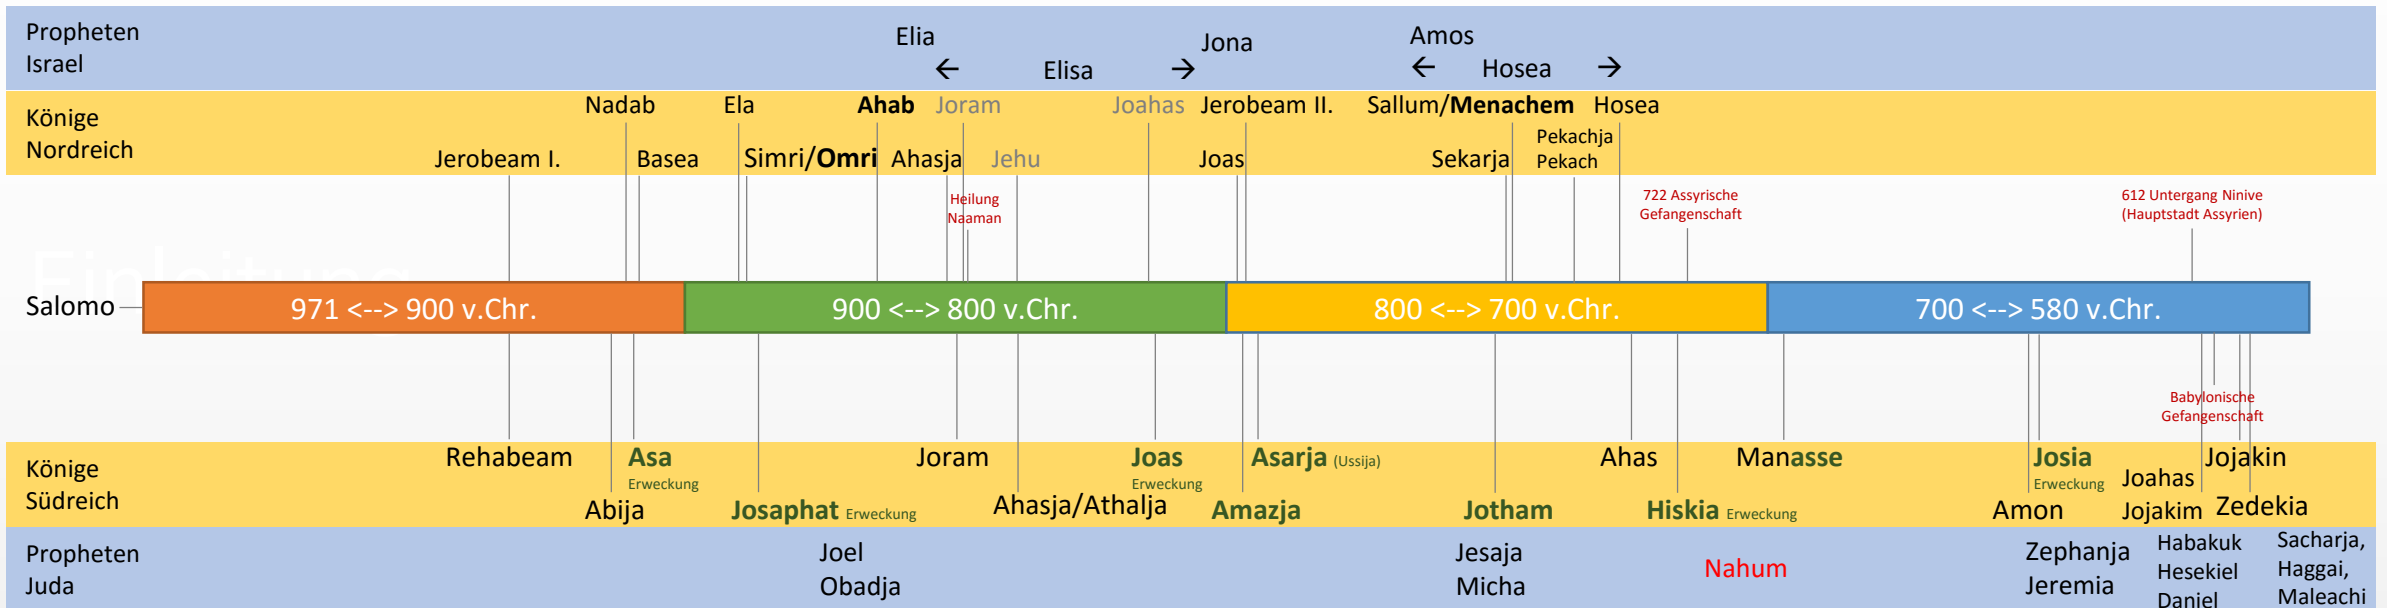 Propheten
Israel
Elia
Elisa
Jona
Amos
Hosea
← →
← →
Könige
Nordreich
Nadab
Ela
Ahab
Joram
Joahas
Jerobeam II.
Sallum/Menachem
Hosea
Pekachja
Pekach
Jerobeam I.
Basea
Simri/Omri
Ahasja
Jehu
Joas
Sekarja
Heilung
Naaman
722 Assyrische
Gefangenschaft
612 Untergang Ninive
(Hauptstadt Assyrien)
Einleitung
Salomo
971 <--> 900 v.Chr.
900 <--> 800 v.Chr.
800 <--> 700 v.Chr.
700 <--> 580 v.Chr.
Babylonische
Gefangenschaft
Könige
Südreich
Rehabeam
Asa
Erweckung
Joram
Joas
Erweckung
Asarja (Ussija)
Ahas
Manasse
Josia
Erweckung
Joahas
Jojakim
Jojakin
Zedekia
Abija
Josaphat Erweckung
Ahasja/Athalja
Amazja
Jotham
Hiskia Erweckung
Amon
Propheten
Juda
Joel
Obadja
Jesaja
Micha
Nahum
Zephanja
Jeremia
Habakuk
Hesekiel
Daniel
Sacharja,
Haggai,
Maleachi